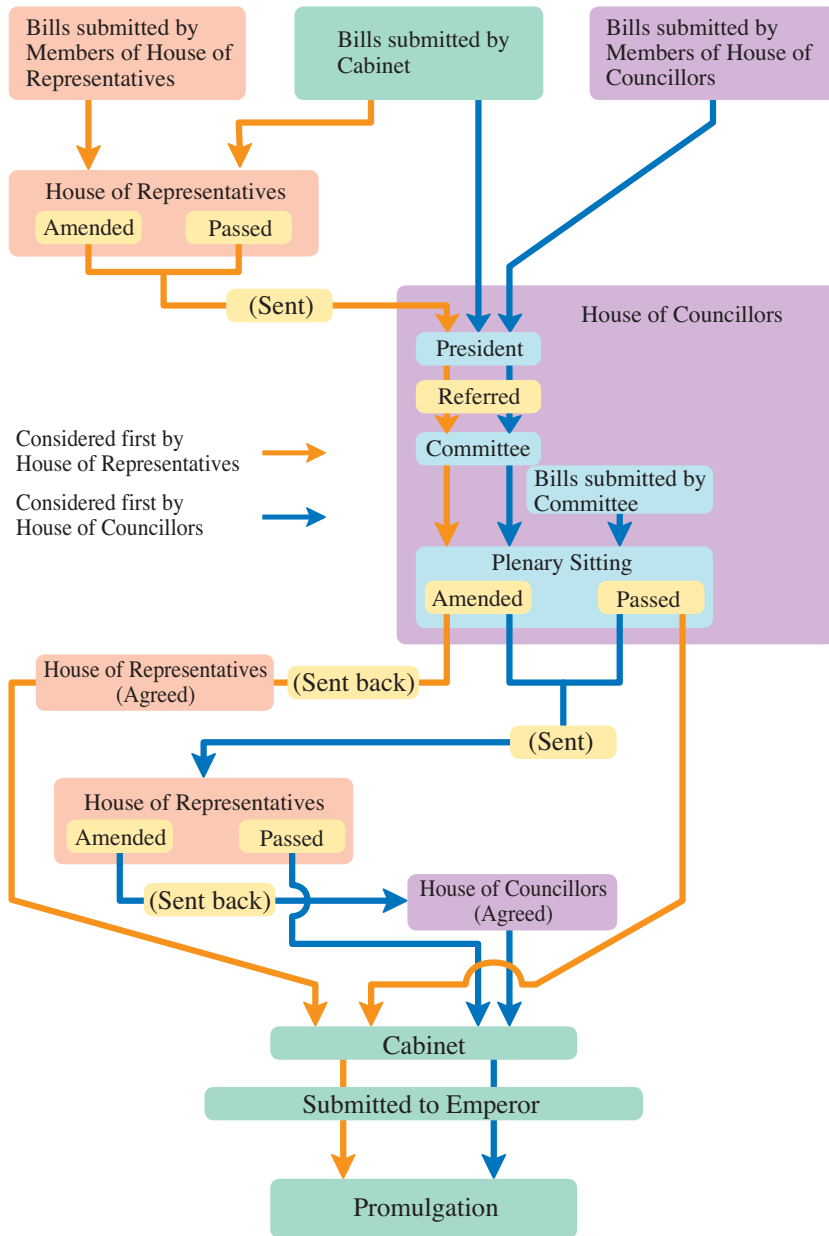 Bills submitted by
Members of House of
Representatives
Bills submitted by
Cabinet
Bills submitted by
Members of House of
Councillors
House of Representatives
Amended
Passed
(Sent)
House of Councillors
President
Referred
Committee
Considered first by
House of Representatives
Considered first by
House of Councillors
Bills submitted by
Committee
Plenary Sitting
Amended
Passed
House of Representatives
(Agreed)
(Sent back)
(Sent)
House of Representatives
Amended
Passed
(Sent back)
House of Councillors
(Agreed)
Cabinet
Submitted to Emperor
Promulgation